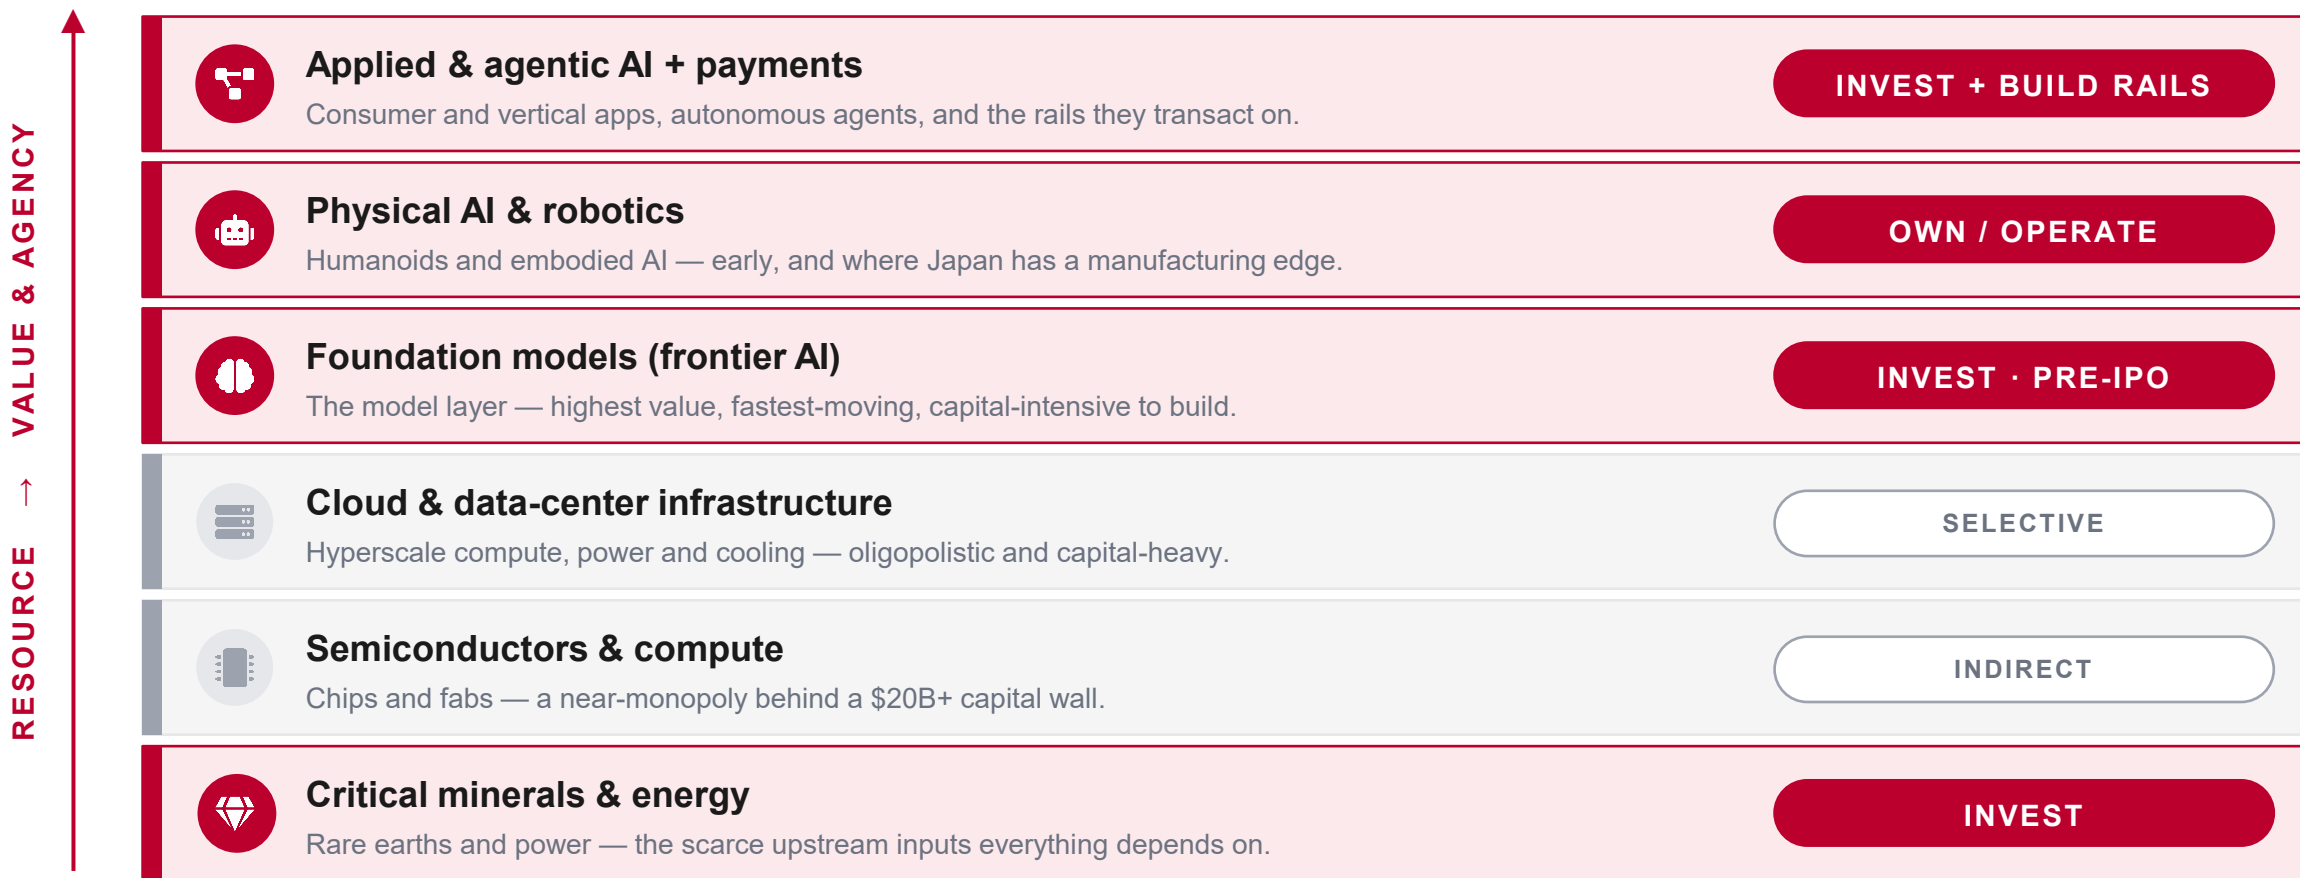 RESOURCE → VALUE & AGENCY
Applied & agentic AI + payments
Consumer and vertical apps, autonomous agents, and the rails they transact on.
INVEST + BUILD RAILS
Physical AI & robotics
Humanoids and embodied AI — early, and where Japan has a manufacturing edge.
OWN / OPERATE
Foundation models (frontier AI)
The model layer — highest value, fastest-moving, capital-intensive to build.
INVEST · PRE-IPO
Cloud & data-center infrastructure
Hyperscale compute, power and cooling — oligopolistic and capital-heavy.
SELECTIVE
Semiconductors & compute
Chips and fabs — a near-monopoly behind a $20B+ capital wall.
INDIRECT
Critical minerals & energy
Rare earths and power — the scarce upstream inputs everything depends on.
INVEST